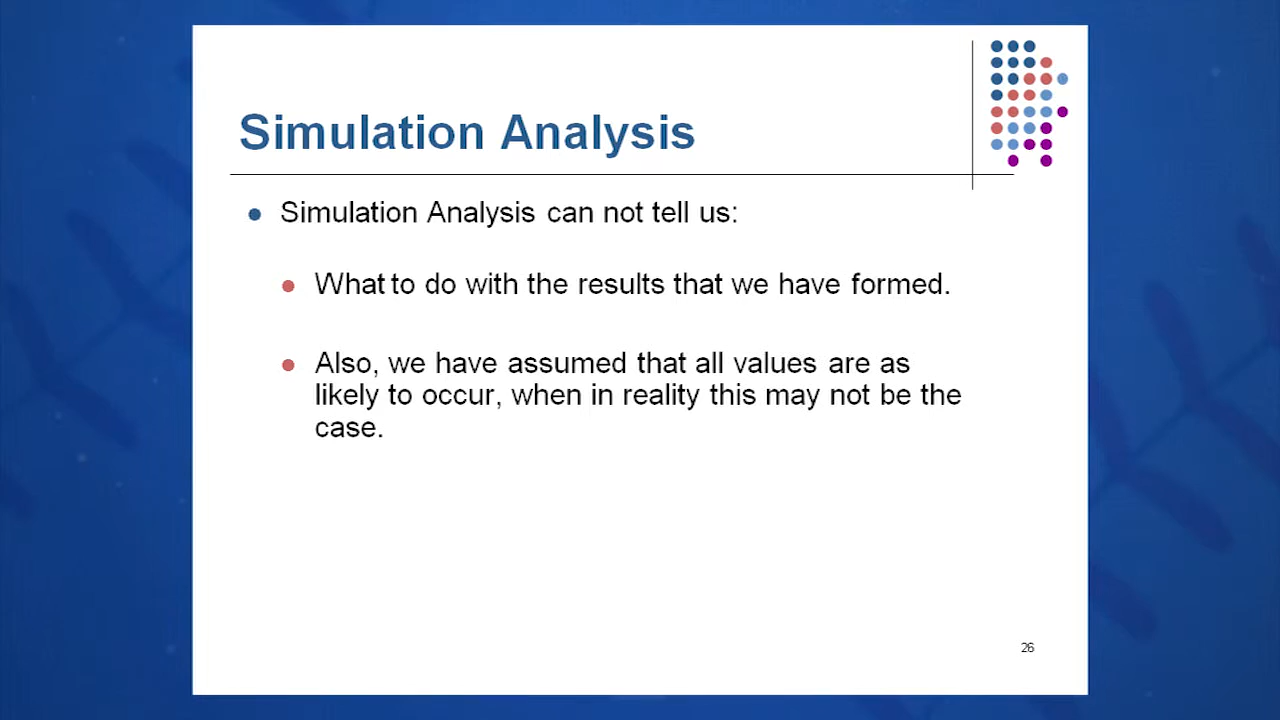 Simulation Analysis
Simulation Analysis can not tell us:
What to do with the results that we have formed.
Also, we have assumed that all values are as
likely to occur, when in reality this may not be the
case.
26